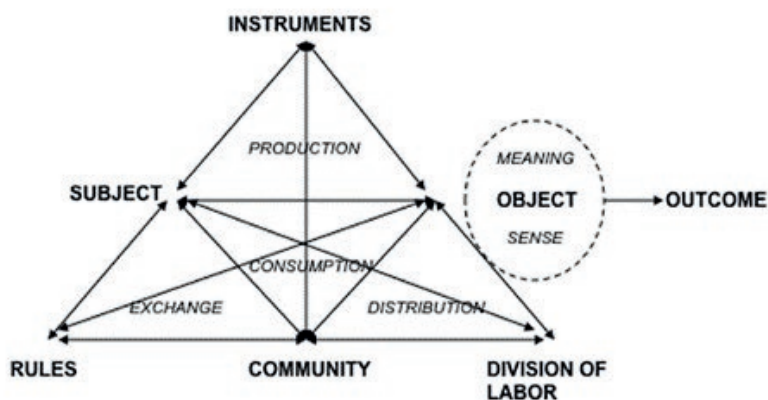 INSTRUMENTS
PRODUCTION
MEANING
SUBJECT
OBJECT
OUTCOME
SENSE
CONSUMPTION
EXCHANGE
DISTRIBUTION
RULES
COMMUNITY
DIVISION OF
LABOR